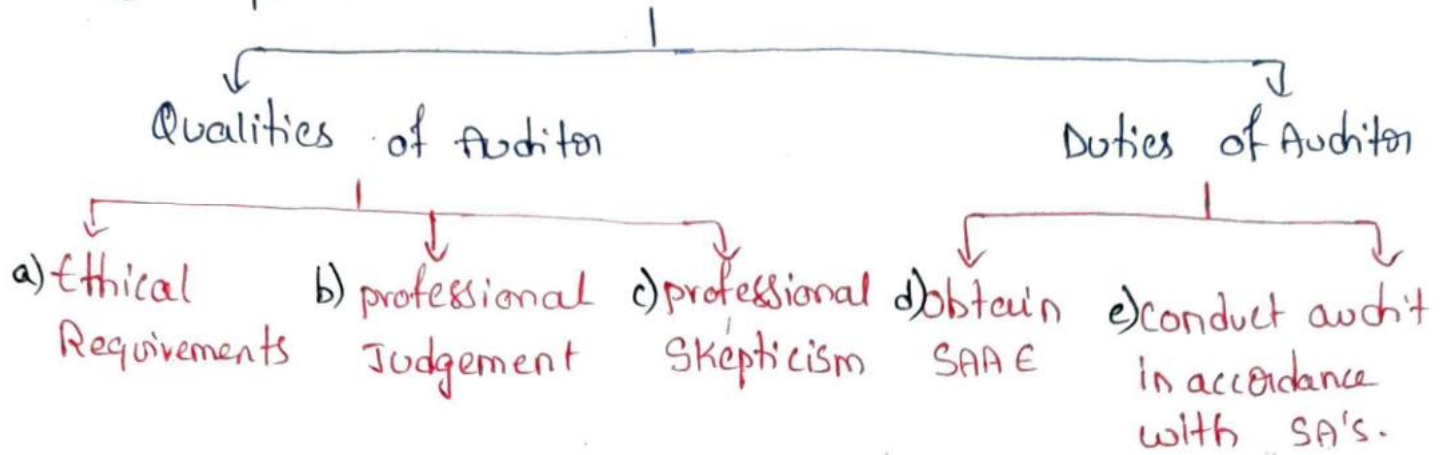 Qualities of Auditor
Duties of Auditor
a) Ethical Requirements
b) professional Judgement
c) professional Skepticism
d) obtain SAAE
e) conduct audit in accordance with SA's.